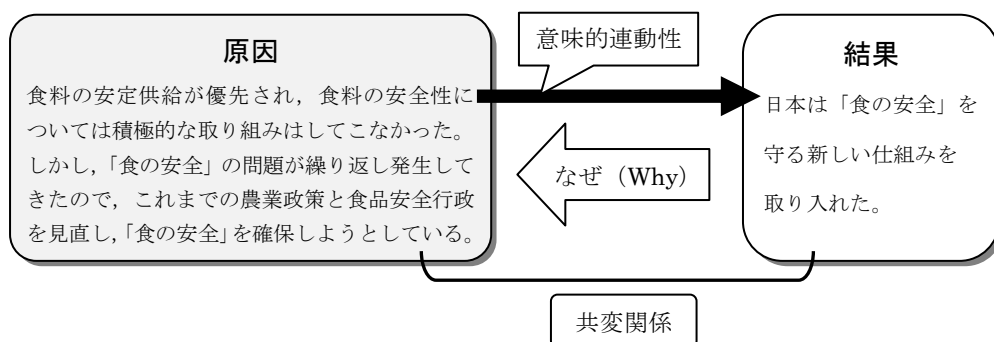 原因
食料の安定供給が優先され，食料の安全性に
ついては積極的な取り組みはしてこなかった。
しかし，「食の安全」の問題が繰り返し発生して
きたので，これまでの農業政策と食品安全行政
を見直し，「食の安全」を確保しようとしている。
意味的連動性
なぜ（Why）
結果
日本は「食の安全」を
守る新しい仕組みを
取り入れた。
共変関係